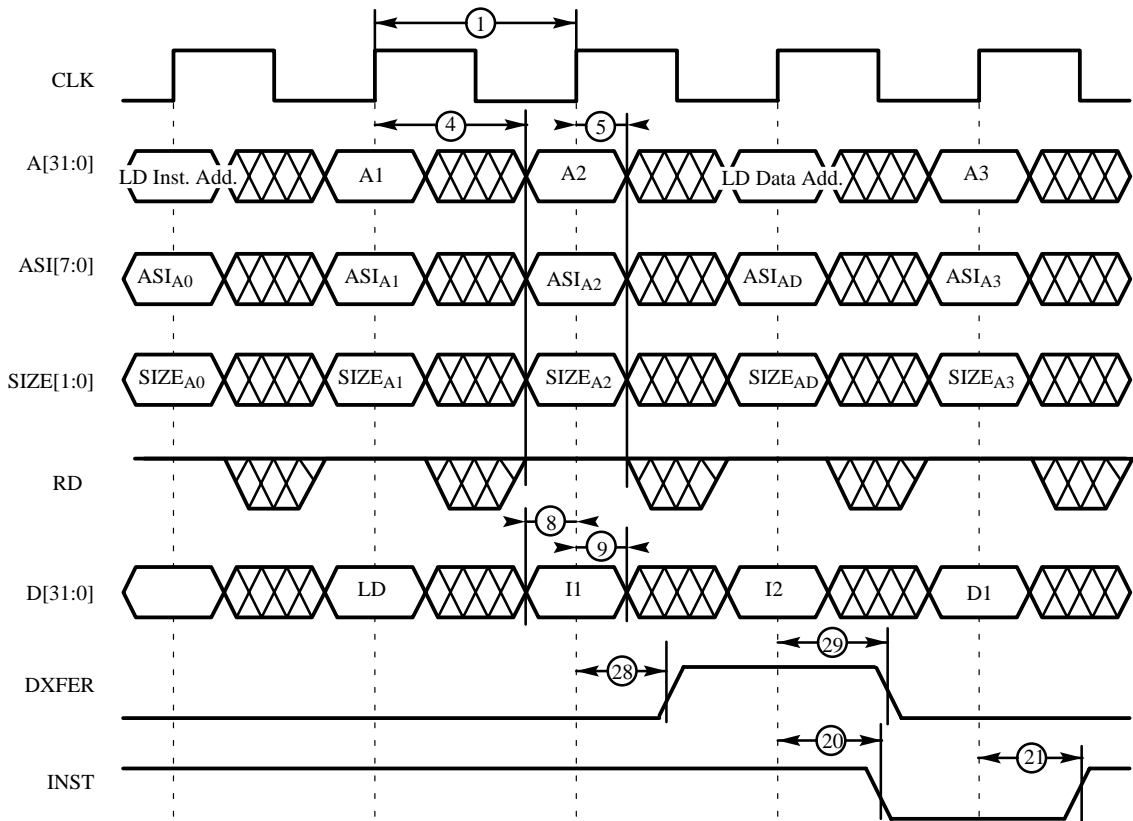 1
CLK
4
5
A[31:0]
LD Inst. Add.
A1
A2
LD Data Add.
A3
ASI[7:0]
ASIA0
ASIA1
ASIA2
ASIAD
ASIA3
SIZE[1:0]
SIZEA0
SIZEA1
SIZEA2
SIZEAD
SIZEA3
RD
8
9
D[31:0]
LD
I1
I2
D1
28
29
DXFER
20
21
INST